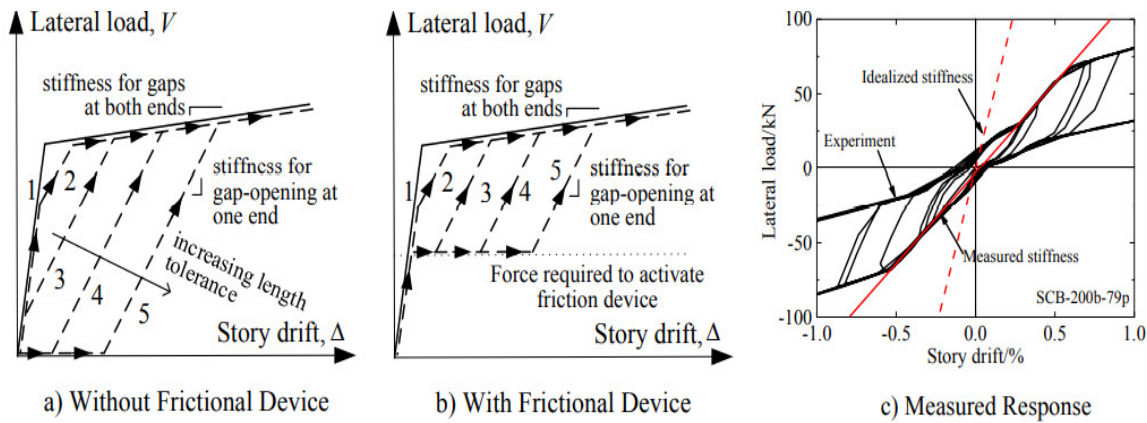 Lateral load, V
stiffness for gaps
at both ends
1
2
stiffness for
gap-opening at
one end
increasing length
tolerance
3
4
5
Story drift, Δ
a) Without Frictional Device
Lateral load, V
stiffness for gaps
at both ends
1
2
3
4
5
stiffness for
gap-opening at
one end
Force required to activate
friction device
Story drift, Δ
b) With Frictional Device
100
50
0
-50
-100
Lateral load/kN
Idealized stiffness
Experiment
Measured stiffness
SCB-200b-79p
-1.0 -0.5 0.0 0.5 1.0
Story drift/%
c) Measured Response